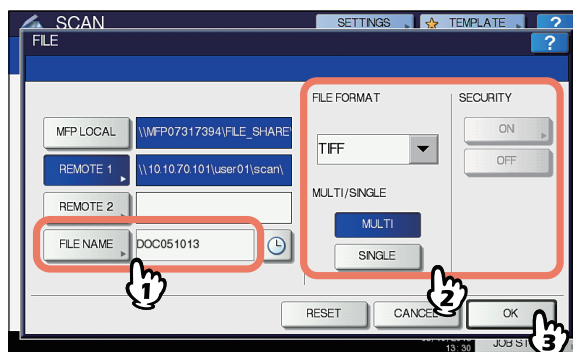 SCAN
SETTINGS
TEMPLATE
?
FILE
?
FILE FORMAT
SECURITY
MFP LOCAL
\\MFP07317394\FILE_SHARE\
TIFF
ON
REMOTE 1
\\10.10.70.101\user01\scan\
OFF
REMOTE 2
MULTI/SINGLE
MULTI
FILE NAME
DOC051013
SINGLE
1
2
RESET
CANCEL
OK
3
13:30
JOB ST